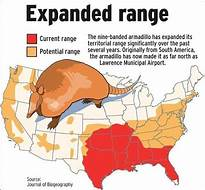 Expanded range
Current range
Potential range
The nine-banded armadillo has expanded its
territorial range significantly over the past
several years. Originally from South America,
the armadillo has now made it as far north as
Lawrence Municipal Airport.
Source:
Journal of Biogeography